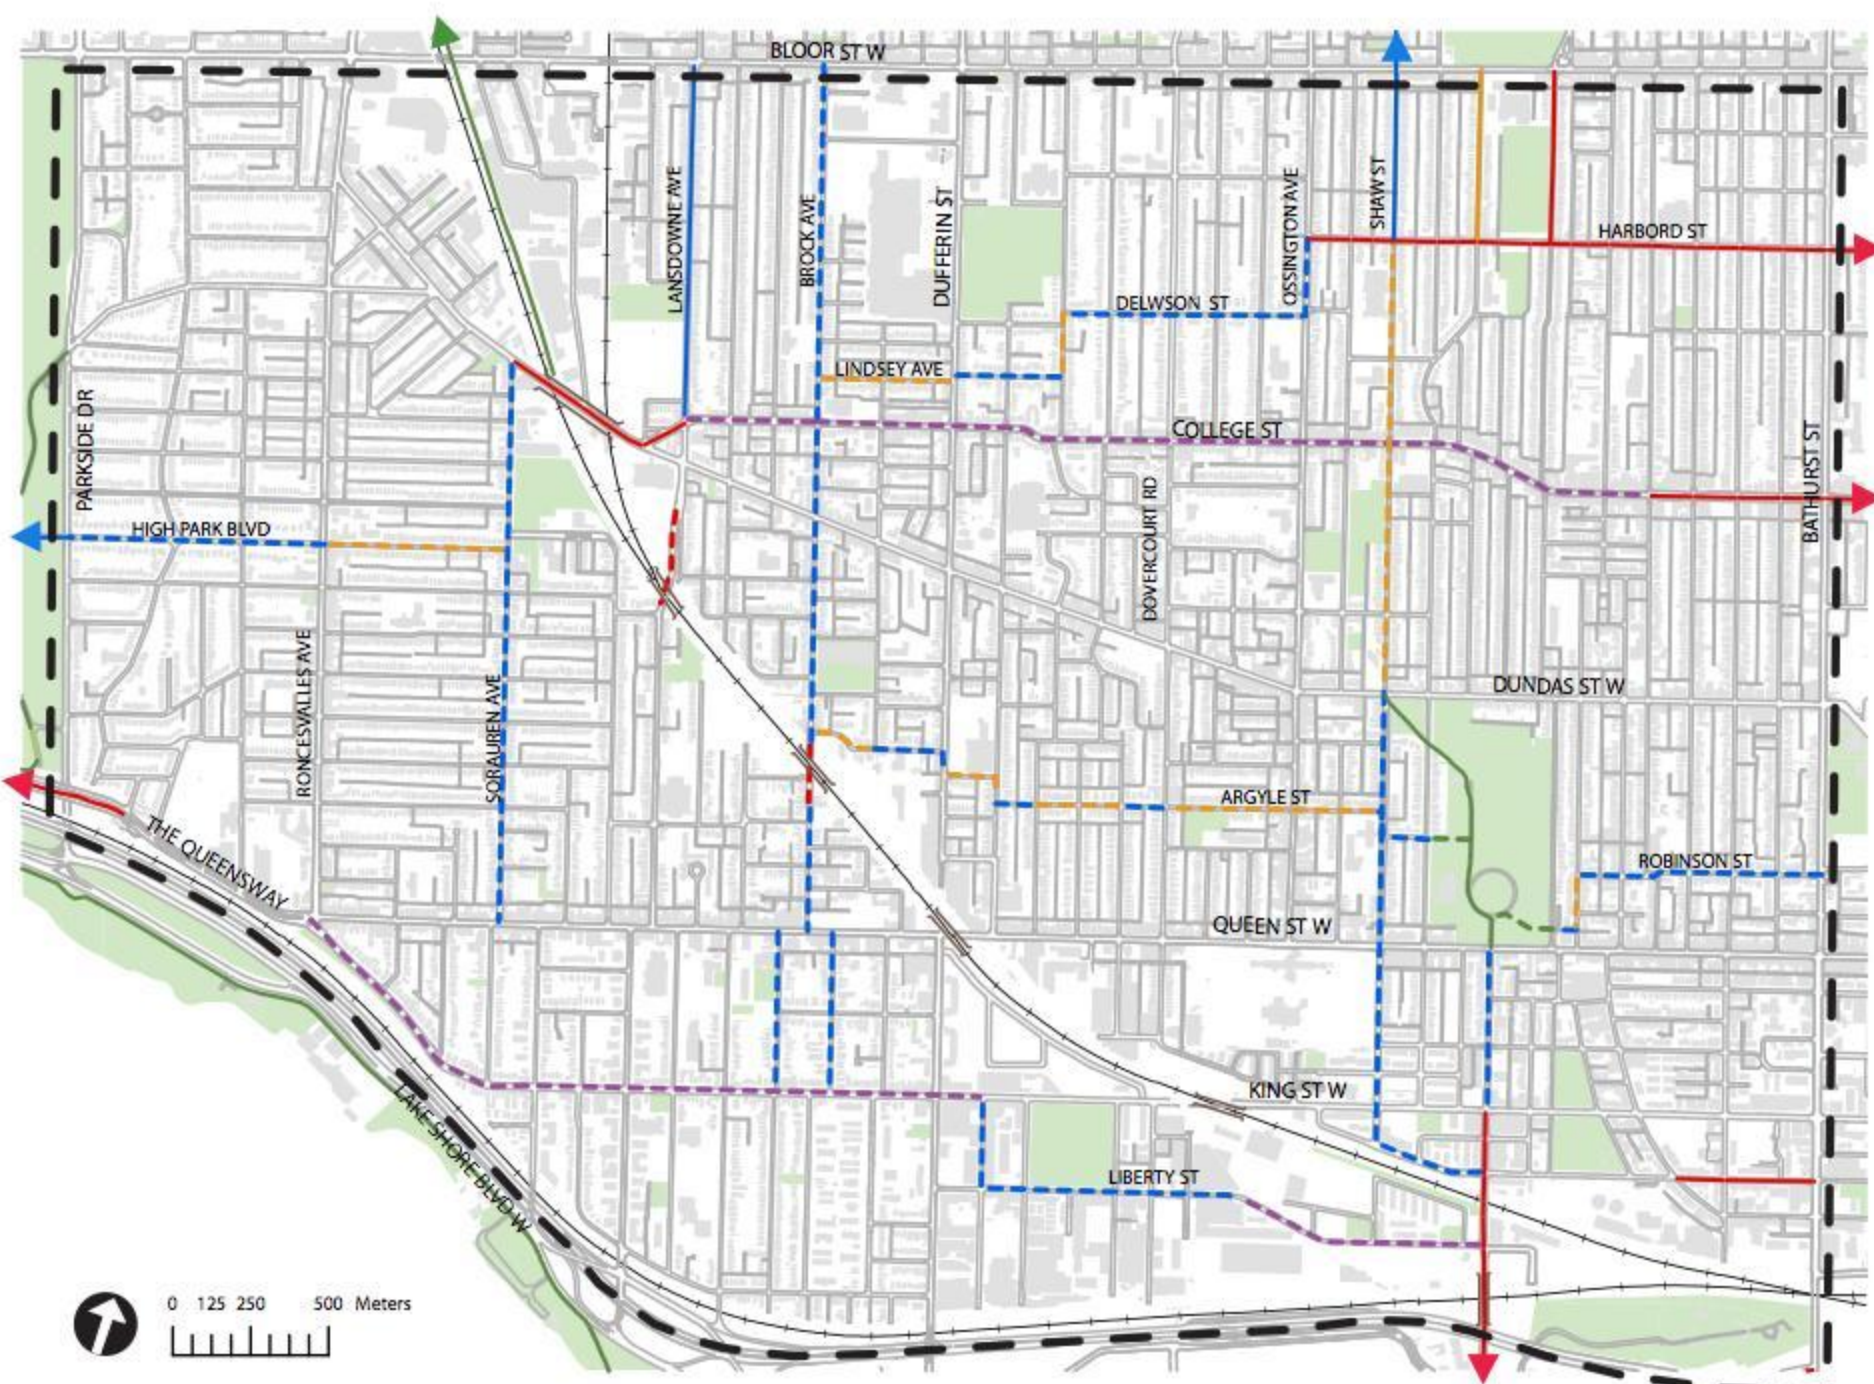 BLOOR ST W
LANSDOWNE AVE
BROCK AVE
DUFFERIN ST
OSSINGTON AVE
SHAW ST
HARBORD ST
DELWSON ST
LINDSEY AVE
PARKSIDE DR
COLLEGE ST
BATHURST ST
HIGH PARK BLVD
DOVERCOURT RD
RONCESVALLES AVE
SORAUREN AVE
DUNDAS ST W
ARGYLE ST
THE QUEENSWAY
ROBINSON ST
QUEEN ST W
KING ST W
LAKE SHORE BLVD W
LIBERTY ST
0 125 250 500 Meters